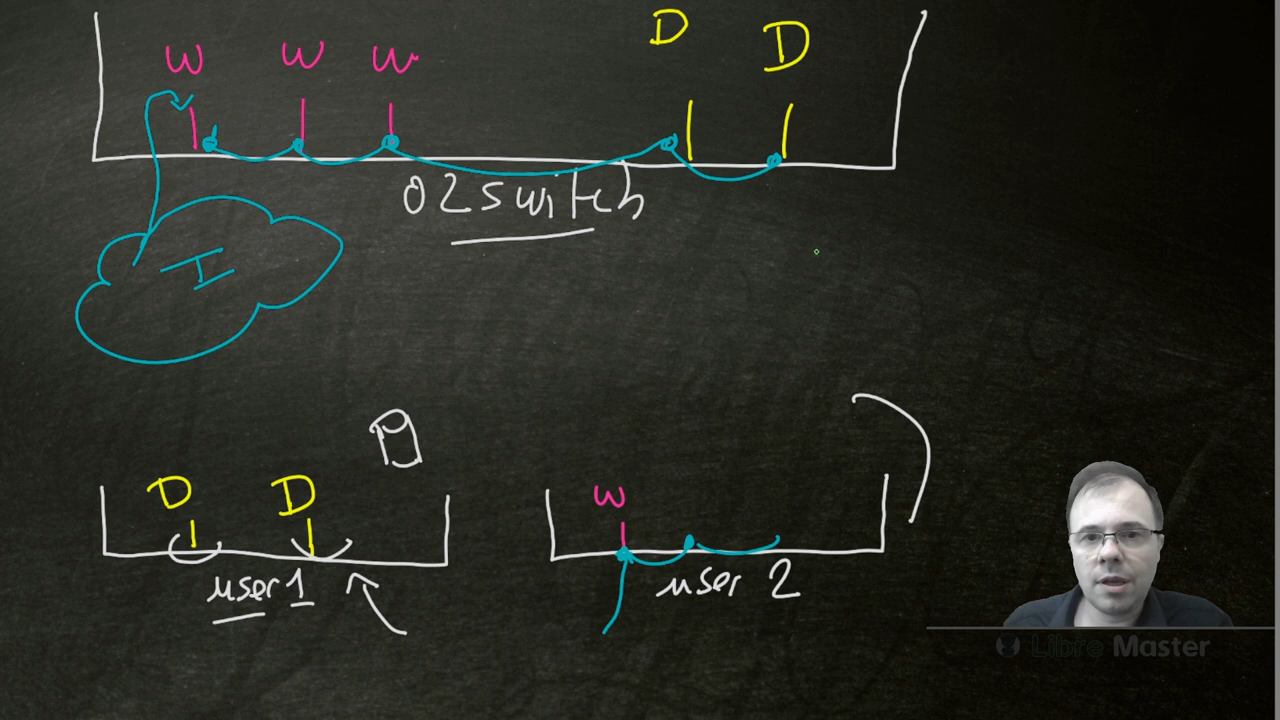 W W W D D
O2switch
I
D D W
user 1 user 2
Libre Master